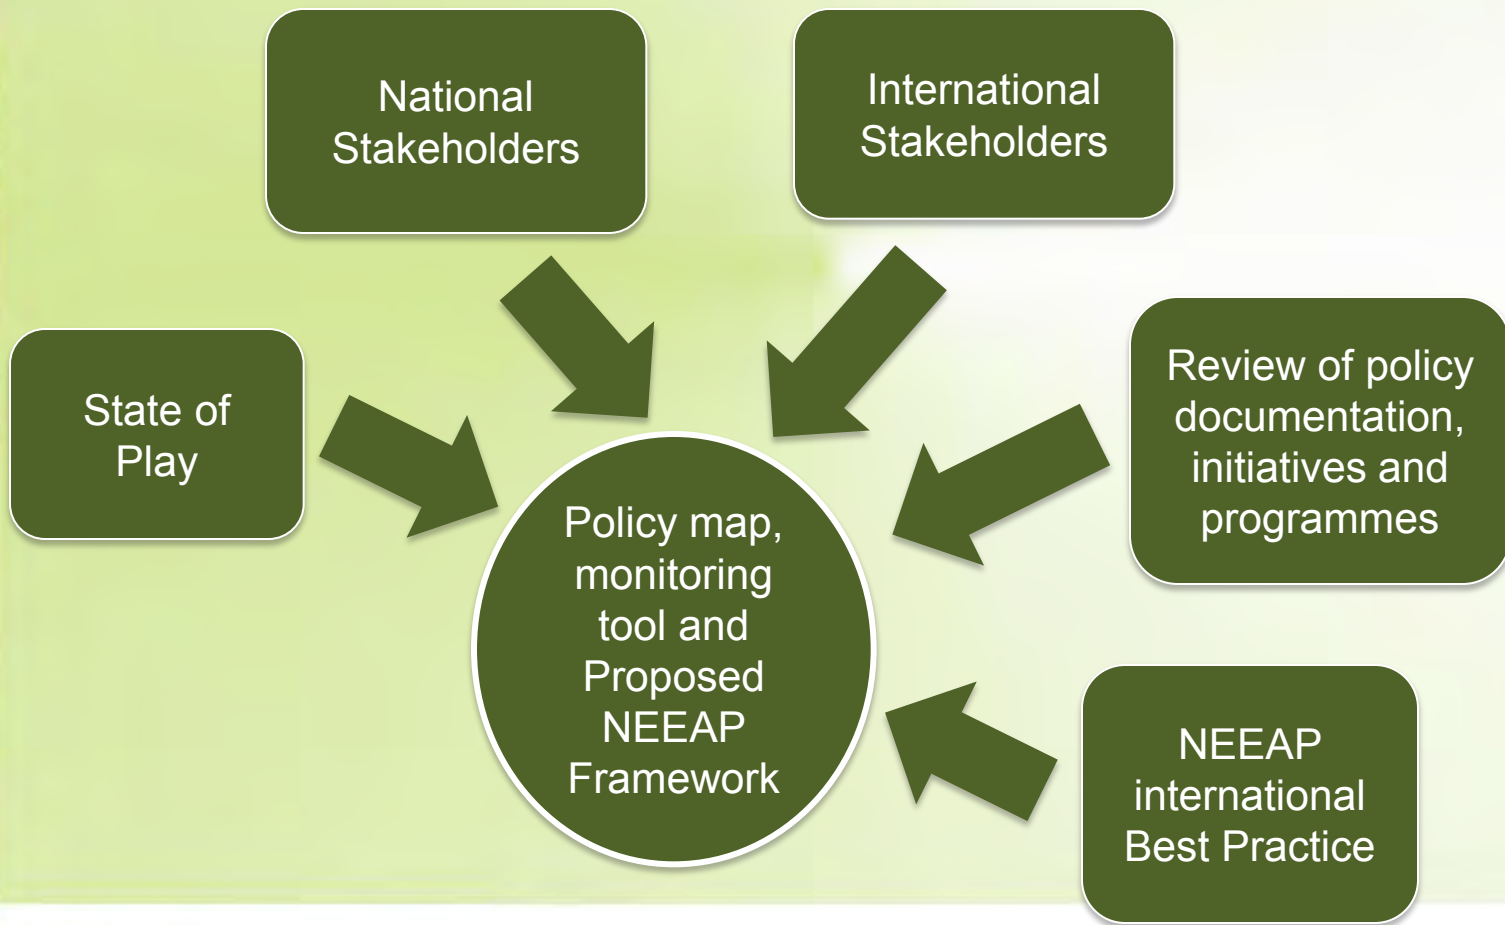 National
Stakeholders
International
Stakeholders
State of
Play
Review of policy
documentation,
initiatives and
programmes
Policy map,
monitoring
tool and
Proposed
NEEAP
Framework
NEEAP
international
Best Practice